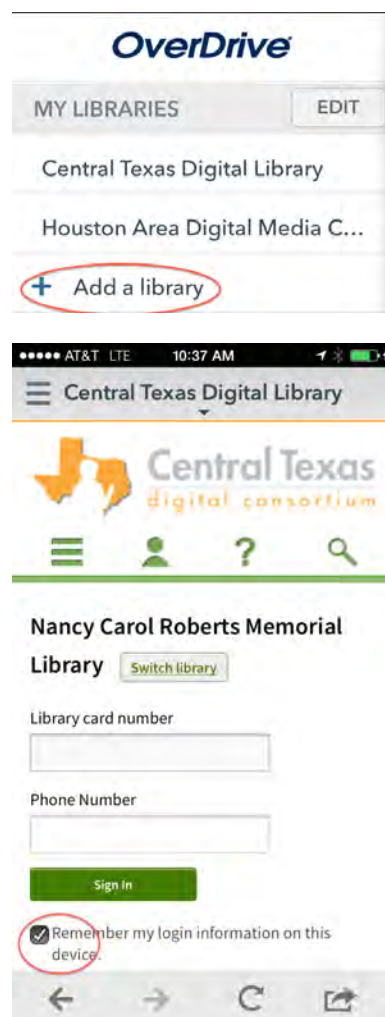 OverDrive
MY LIBRARIES EDIT
Central Texas Digital Library
Houston Area Digital Media C...
+ Add a library
AT&T LTE 10:37 AM
Central Texas Digital Library
Central Texas
digital consortium
?
Nancy Carol Roberts Memorial
Library Switch library
Library card number
Phone Number
Sign In
Remember my login information on this
device.